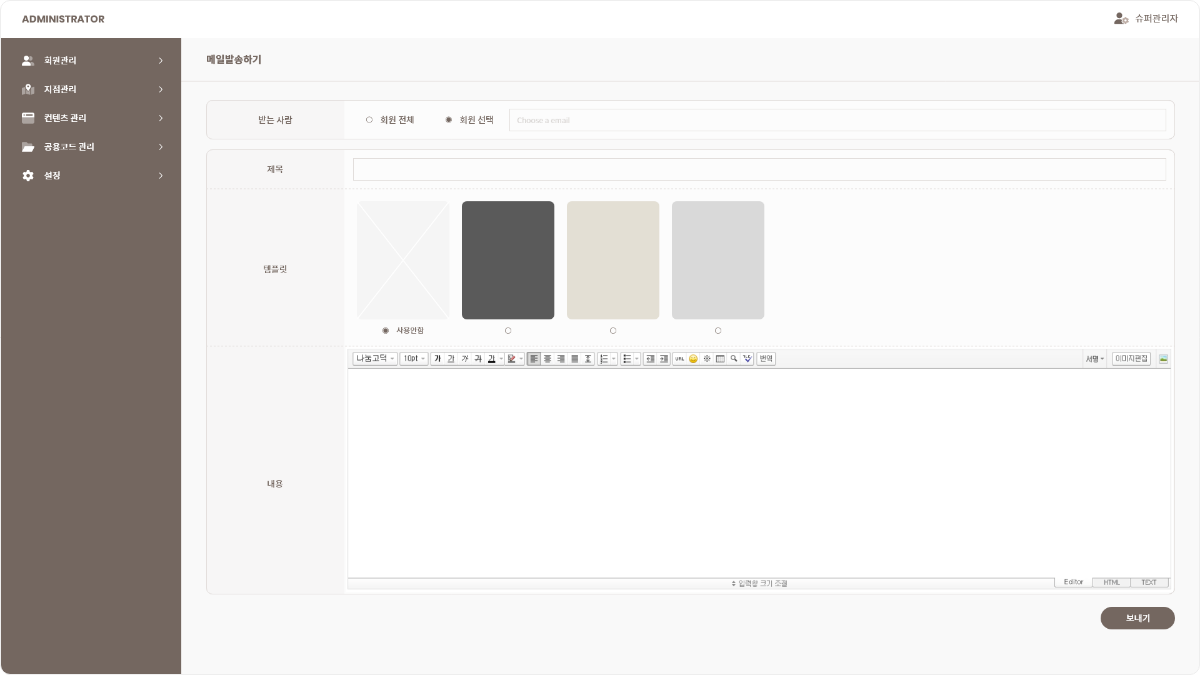 ADMINISTRATOR
슈퍼관리자
회원관리
지점관리
컨텐츠 관리
공용코드 관리
설정
메일발송하기
받는 사람
회원 전체
회원 선택
Choose a email
제목
템플릿
사용안함
나눔고딕
10pt
가 가 가 가 가
URL
번역
서명
이미지편집
내용
입력창 크기 조절
Editor
HTML
TEXT
보내기